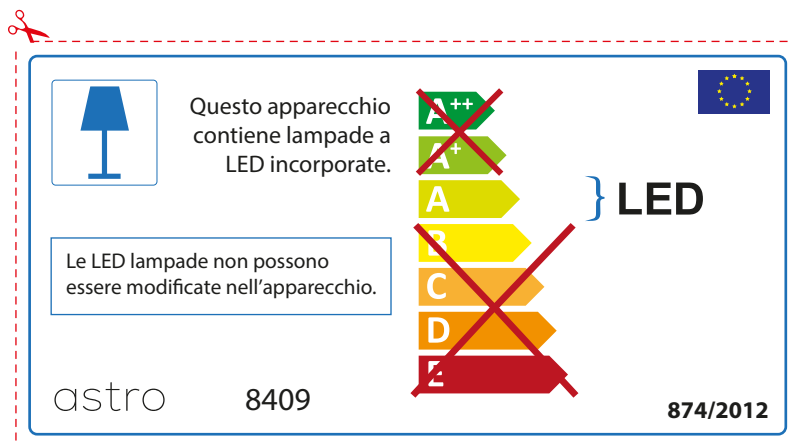 Questo apparecchio
contiene lampade a
LED incorporate.
Le LED lampade non possono
essere modificate nell'apparecchio.
A++
A+
A
B
C
D
E
LED
astro
8409
874/2012